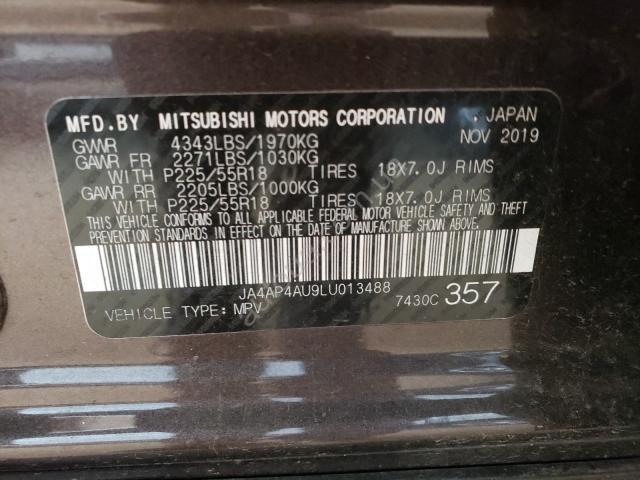 MFD.BY MITSUBISHI MOTORS CORPORATION , JAPAN
GVWR 4343LBS/1970KG NOV 2019
GAWR FR 2271LBS/1030KG
WITH P225/55R18 TIRES 18X7.0J RIMS
GAWR RR 2205LBS/1000KG
WITH P225/55R18 TIRES 18X7.0J RIMS
THIS VEHICLE CONFORMS TO ALL APPLICABLE FEDERAL MOTOR VEHICLE SAFETY AND THEFT
PREVENTION STANDARDS IN EFFECT ON THE DATE OF MANUFACTURE SHOWN ABOVE.
JA4AP4AU9LU013488
VEHICLE TYPE: MPV 7430C 357